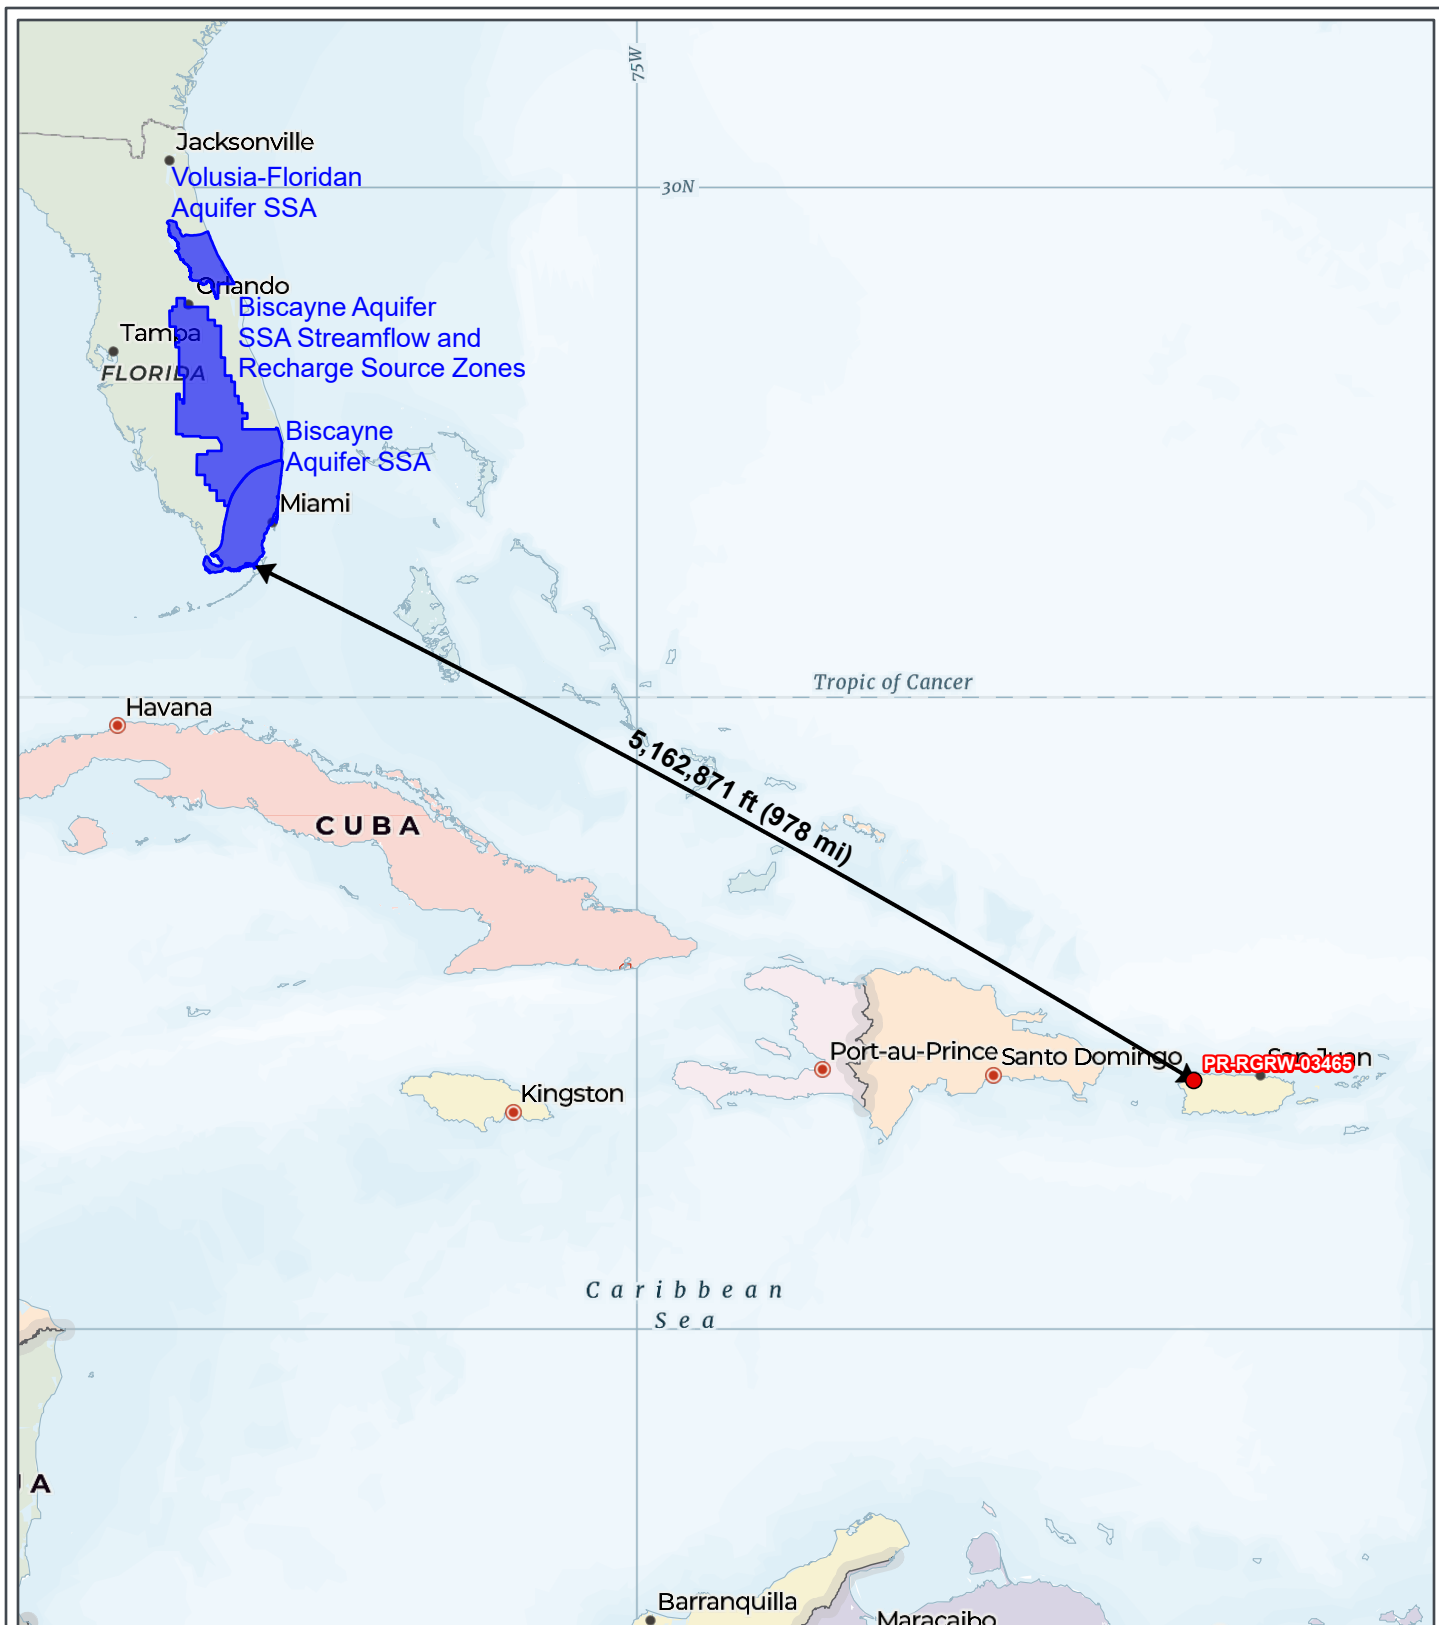 75W
Jacksonville
Volusia-Floridan
Aquifer SSA
30N
Orlando
Biscayne Aquifer
SSA Streamflow and
Recharge Source Zones
Tampa
FLORIDA
Biscayne
Aquifer SSA
Miami
Tropic of Cancer
Havana
5,162,871 ft (978 mi)
CUBA
Port-au-Prince
Santo Domingo
San Juan
PR-RGRW-03465
Kingston
Caribbean
Sea
A
Barranquilla
Maracaibo